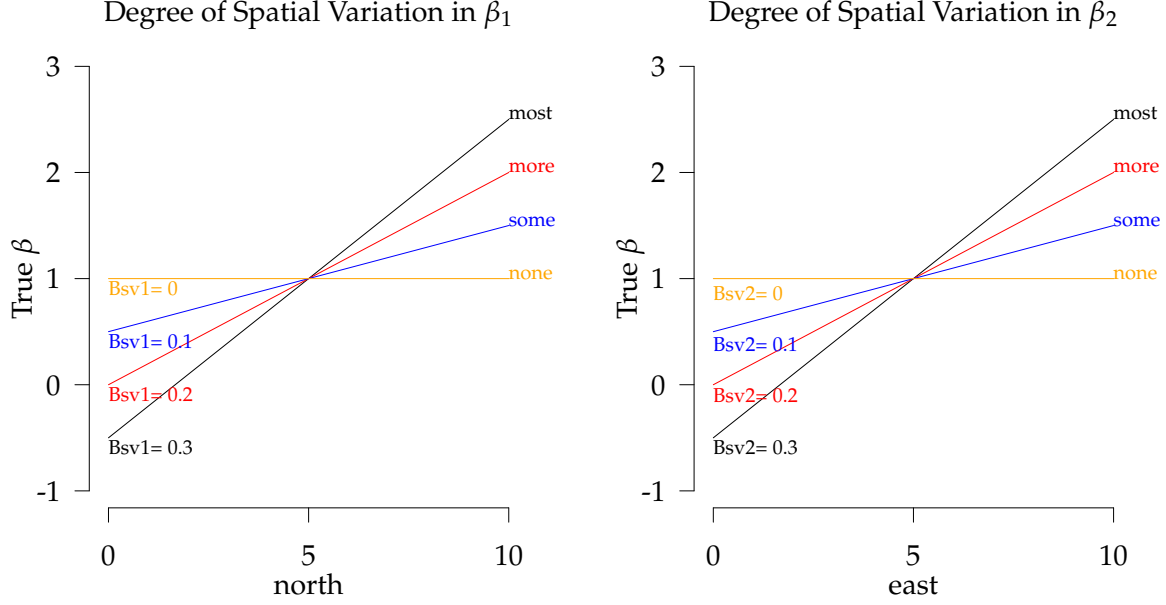 Degree of Spatial Variation in β1
3
2
1
0
-1
True β
most
more
some
none
Bsv1= 0
Bsv1= 0.1
Bsv1= 0.2
Bsv1= 0.3
0 5 10
north
Degree of Spatial Variation in β2
3
2
1
0
-1
True β
most
more
some
none
Bsv2= 0
Bsv2= 0.1
Bsv2= 0.2
Bsv2= 0.3
0 5 10
east